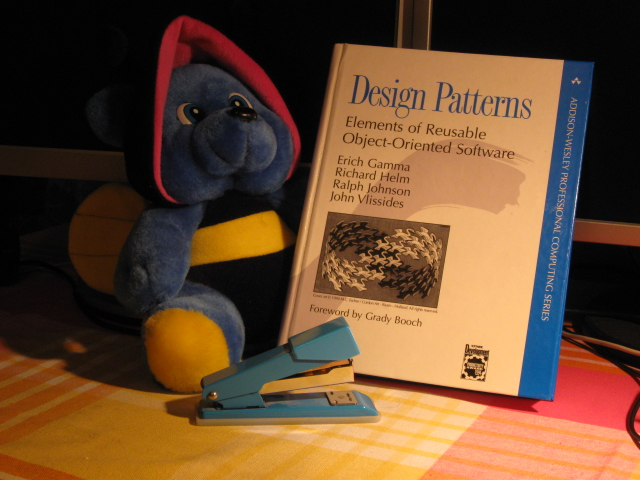 Design Patterns
Elements of Reusable
Object-Oriented Software
Erich Gamma
Richard Helm
Ralph Johnson
John Vlissides
Foreword by Grady Booch
ADDISON-WESLEY PROFESSIONAL COMPUTING SERIES